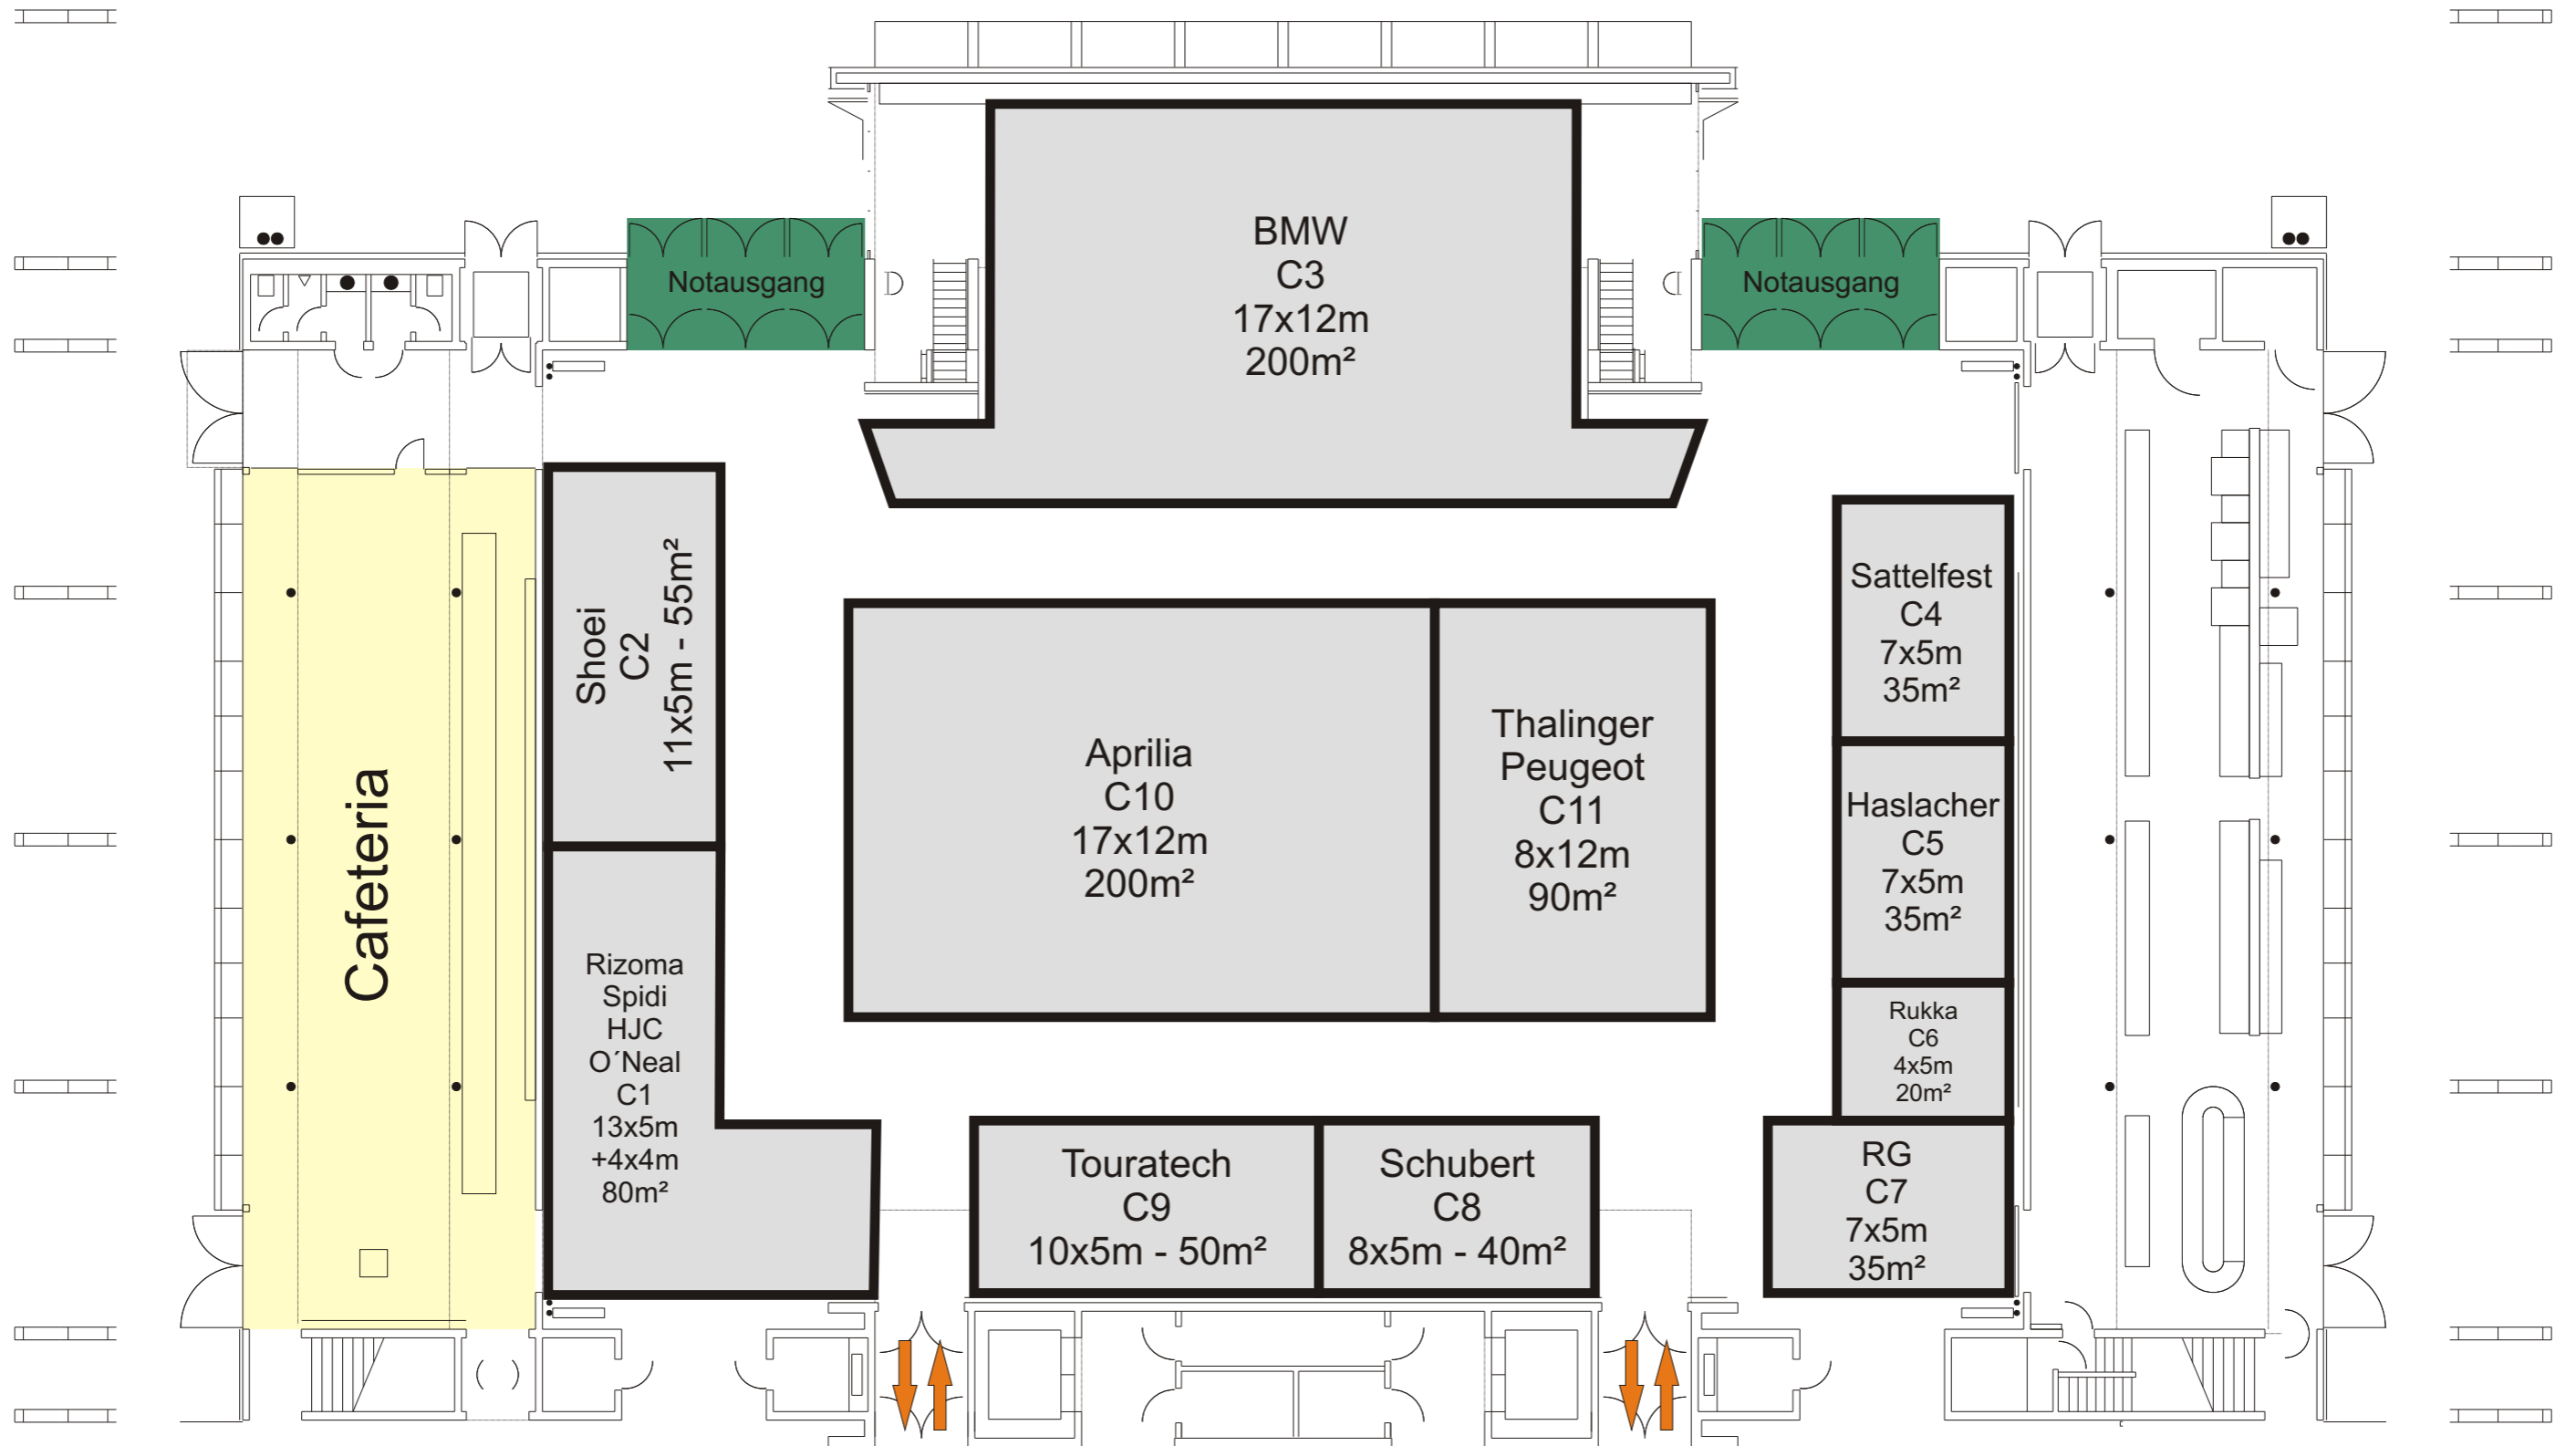 BMW
C3
17x12m
200m²
Notausgang
Notausgang
Cafeteria
Shoei
C2
11x5m - 55m²
Rizoma
Spidi
HJC
O´Neal
C1
13x5m
+4x4m
80m²
Aprilia
C10
17x12m
200m²
Thalinger
Peugeot
C11
8x12m
90m²
Sattelfest
C4
7x5m
35m²
Haslacher
C5
7x5m
35m²
Rukka
C6
4x5m
20m²
RG
C7
7x5m
35m²
Touratech
C9
10x5m - 50m²
Schubert
C8
8x5m - 40m²